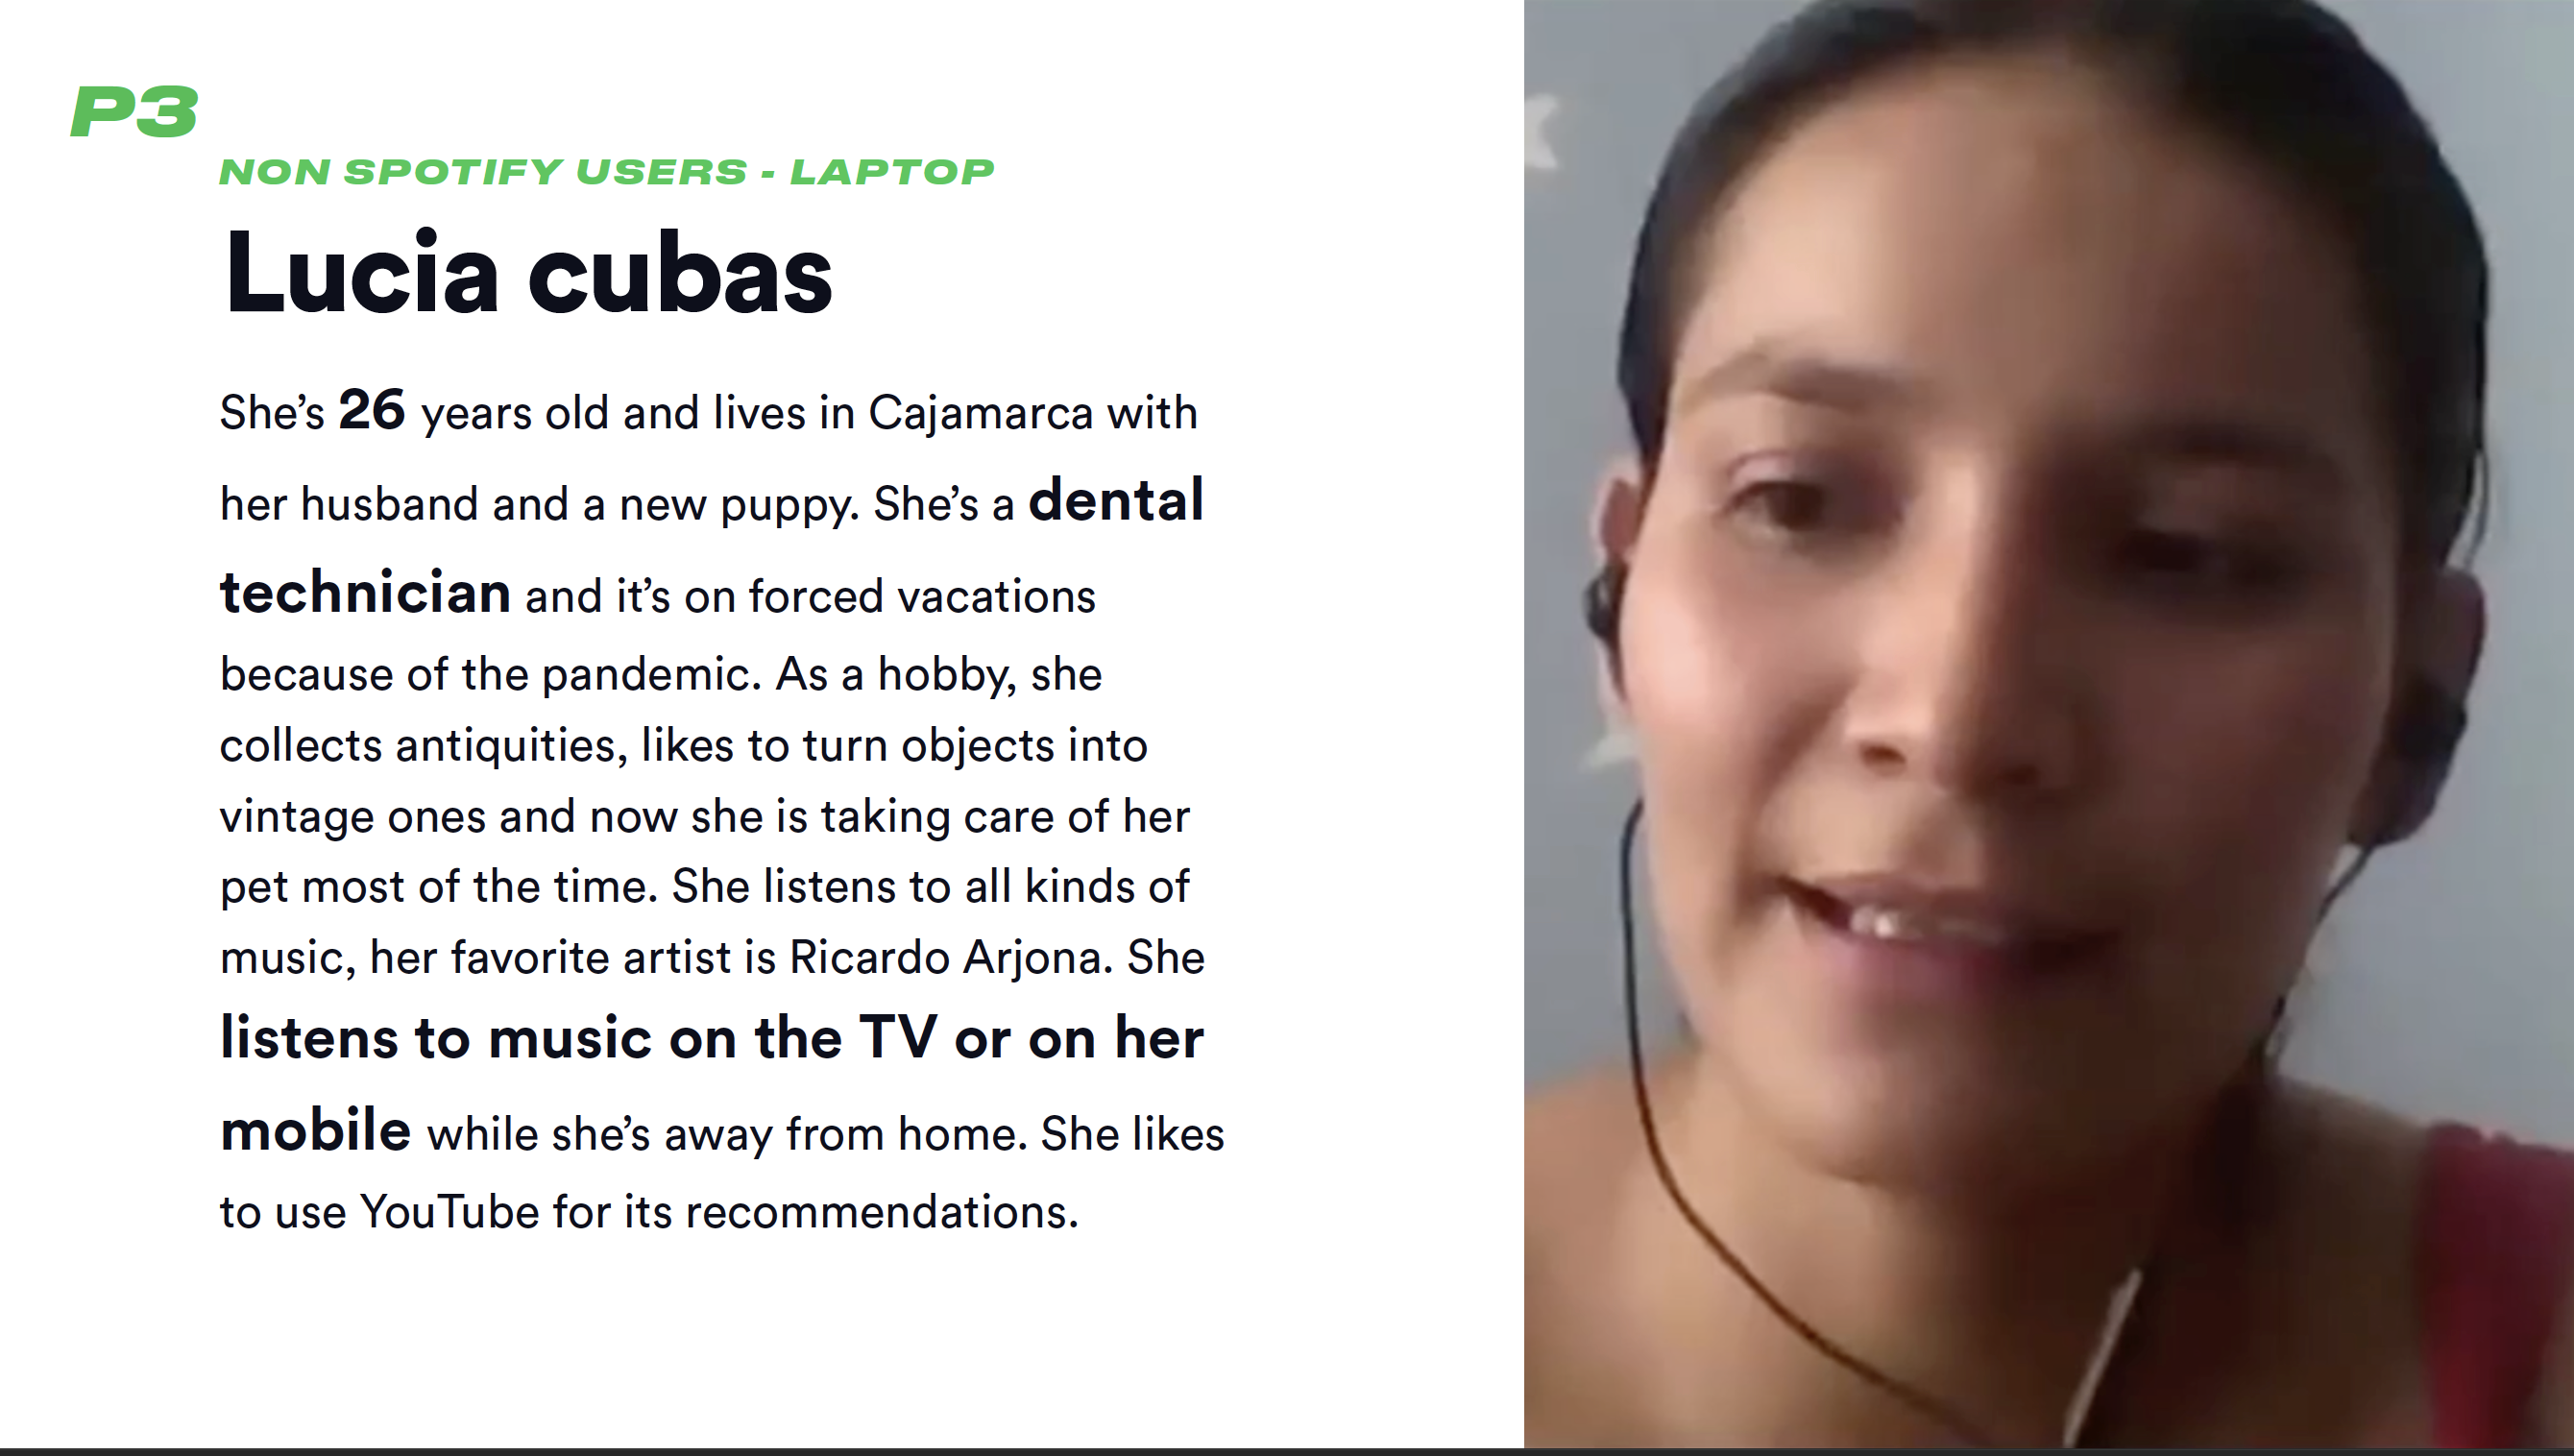 P3
NON SPOTIFY USERS - LAPTOP
Lucia cubas
She’s 26 years old and lives in Cajamarca with
her husband and a new puppy. She’s a dental
technician and it’s on forced vacations
because of the pandemic. As a hobby, she
collects antiquities, likes to turn objects into
vintage ones and now she is taking care of her
pet most of the time. She listens to all kinds of
music, her favorite artist is Ricardo Arjona. She
listens to music on the TV or on her
mobile while she’s away from home. She likes
to use YouTube for its recommendations.